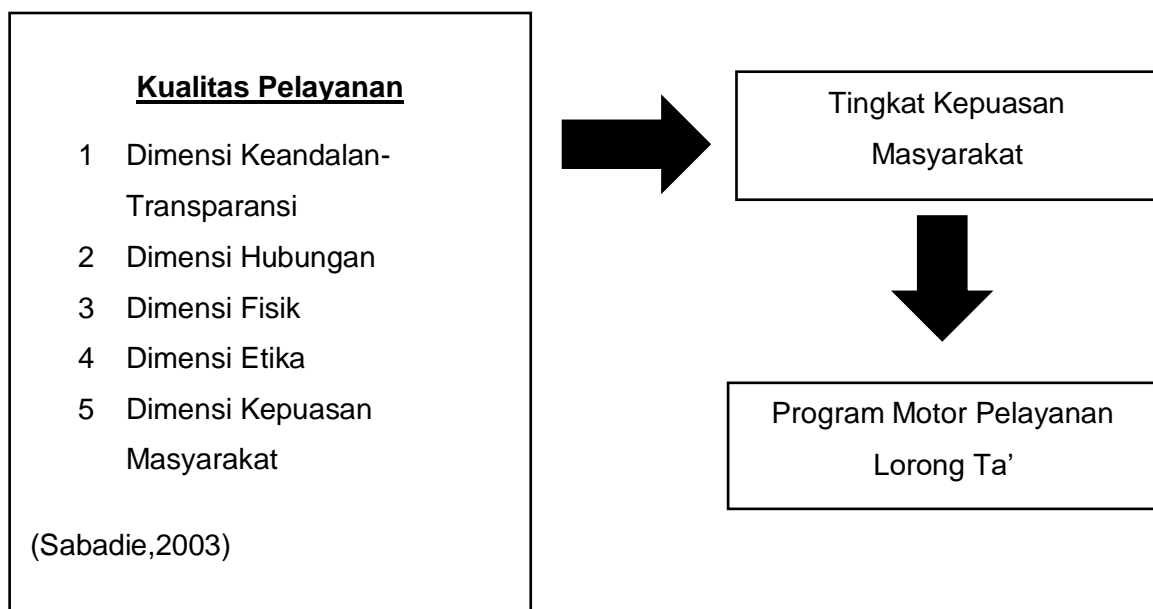 Kualitas Pelayanan
1 Dimensi Keandalan-
Transparansi
2 Dimensi Hubungan
3 Dimensi Fisik
4 Dimensi Etika
5 Dimensi Kepuasan
Masyarakat
(Sabadie,2003)
Tingkat Kepuasan
Masyarakat
Program Motor Pelayanan
Lorong Ta’